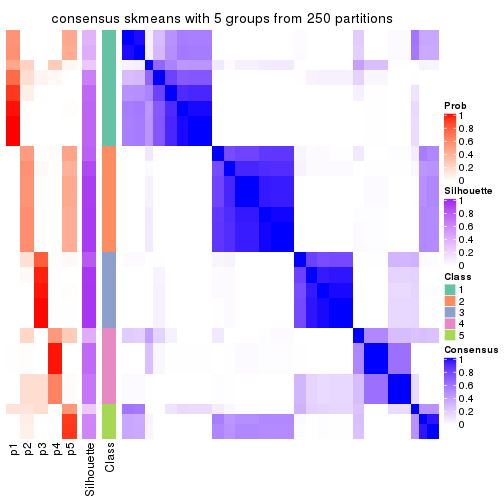 consensus skmeans with 5 groups from 250 partitions
Prob
1
0.8
0.6
0.4
0.2
0
Silhouette
1
0.8
0.6
0.4
0.2
0
Class
1
2
3
4
5
Consensus
1
0.8
0.6
0.4
0.2
0
p1
p2
p3
p4
p5
Silhouette
Class